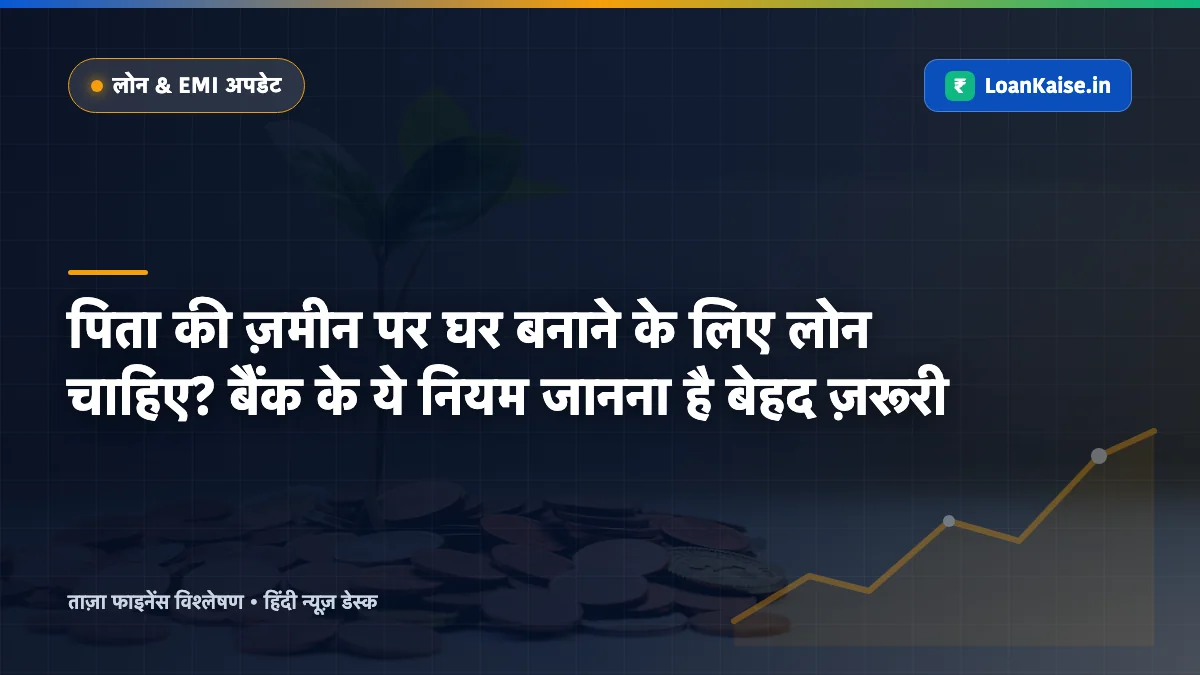 लोन & EMI अपडेट
₹ LoanKaise.in
पिता की ज़मीन पर घर बनाने के लिए लोन
चाहिए? बैंक के ये नियम जानना है बेहद ज़रूरी
ताज़ा फाइनेंस विश्लेषण • हिंदी न्यूज़ डेस्क